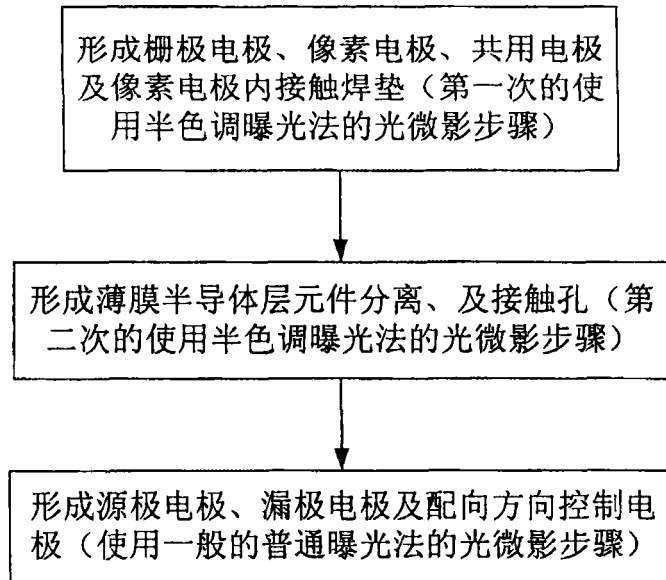 形成栅极电极、像素电极、共用电极
及像素电极内接触焊垫（第一次的使
用半色调曝光法的光微影步骤）
形成薄膜半导体层元件分离、及接触孔（第
二次的使用半色调曝光法的光微影步骤）
形成源极电极、漏极电极及配向方向控制电
极（使用一般的普通曝光法的光微影步骤）